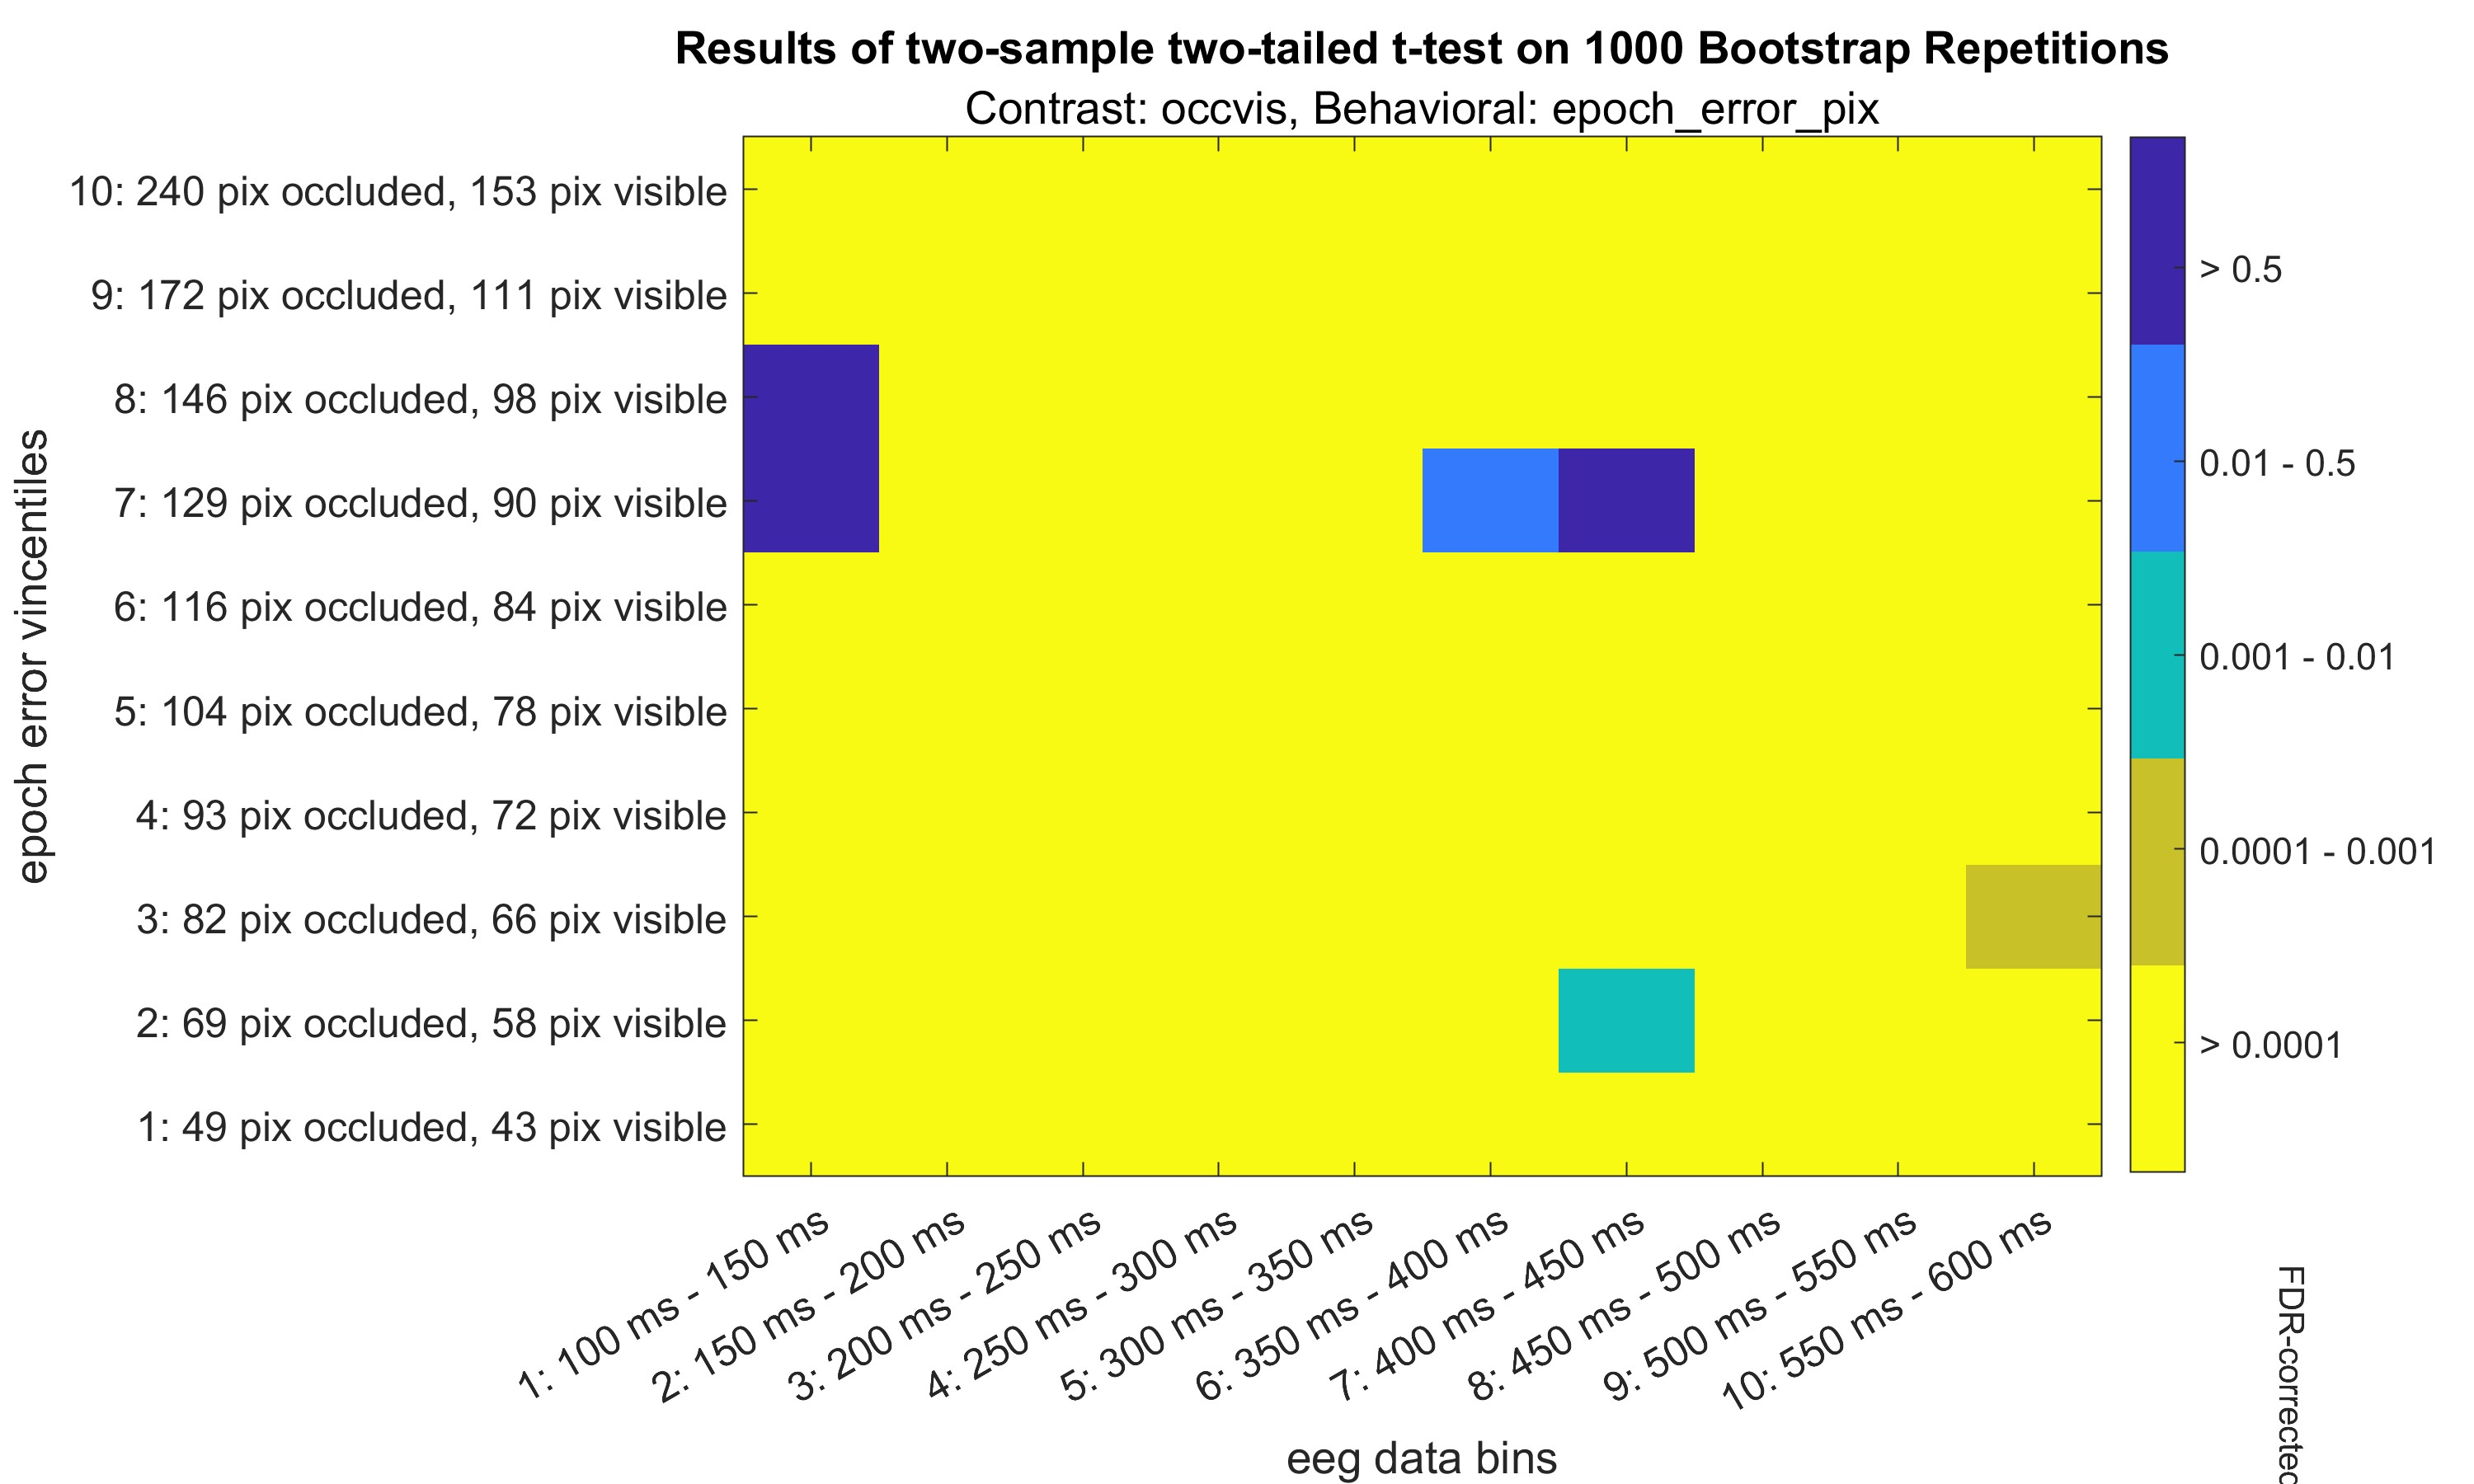 Results of two-sample two-tailed t-test on 1000 Bootstrap Repetitions
Contrast: occvis, Behavioral: epoch_error_pix
epoch error vincentiles
10: 240 pix occluded, 153 pix visible
9: 172 pix occluded, 111 pix visible
8: 146 pix occluded, 98 pix visible
7: 129 pix occluded, 90 pix visible
6: 116 pix occluded, 84 pix visible
5: 104 pix occluded, 78 pix visible
4: 93 pix occluded, 72 pix visible
3: 82 pix occluded, 66 pix visible
2: 69 pix occluded, 58 pix visible
1: 49 pix occluded, 43 pix visible
1: 100 ms - 150 ms
2: 150 ms - 200 ms
3: 200 ms - 250 ms
4: 250 ms - 300 ms
5: 300 ms - 350 ms
6: 350 ms - 400 ms
7: 400 ms - 450 ms
8: 450 ms - 500 ms
9: 500 ms - 550 ms
10: 550 ms - 600 ms
eeg data bins
> 0.5
0.01 - 0.5
0.001 - 0.01
0.0001 - 0.001
> 0.0001
FDR-corrected